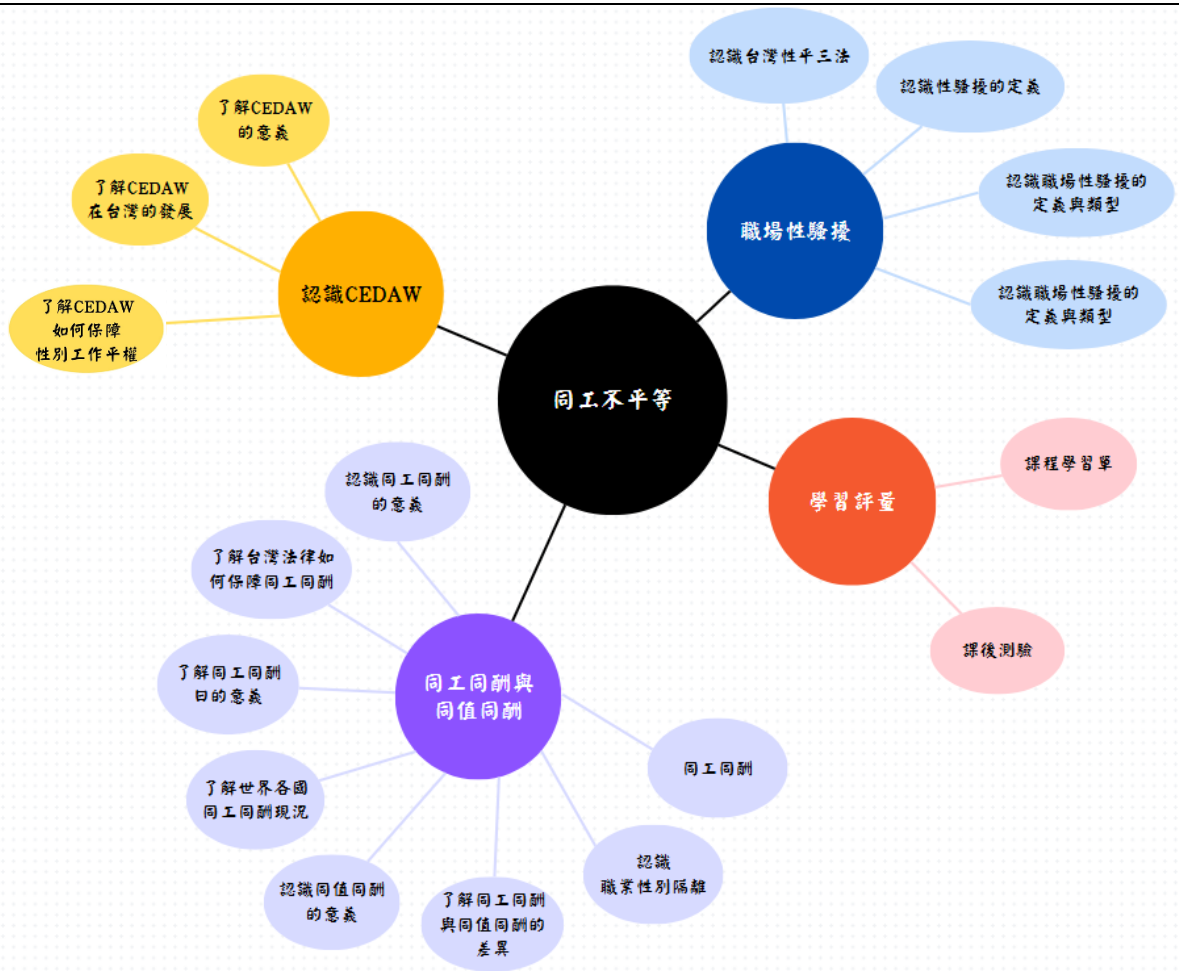 認識台灣性平三法
認識性騷擾的定義
認識職場性騷擾的
定義與類型
認識職場性騷擾的
定義與類型
職場性騷擾
了解CEDAW
的意義
了解CEDAW
在台灣的發展
了解CEDAW
如何保障
性別工作平權
認識CEDAW
同工不平等
學習評量
課程學習單
課後測驗
認識同工同酬
的意義
了解台灣法律如
何保障同工同酬
了解同工同酬
日的意義
了解世界各國
同工同酬現況
認識同值同酬
的意義
了解同工同酬
與同值同酬的
差異
認識
職業性別隔離
同工同酬
同工同酬與
同值同酬